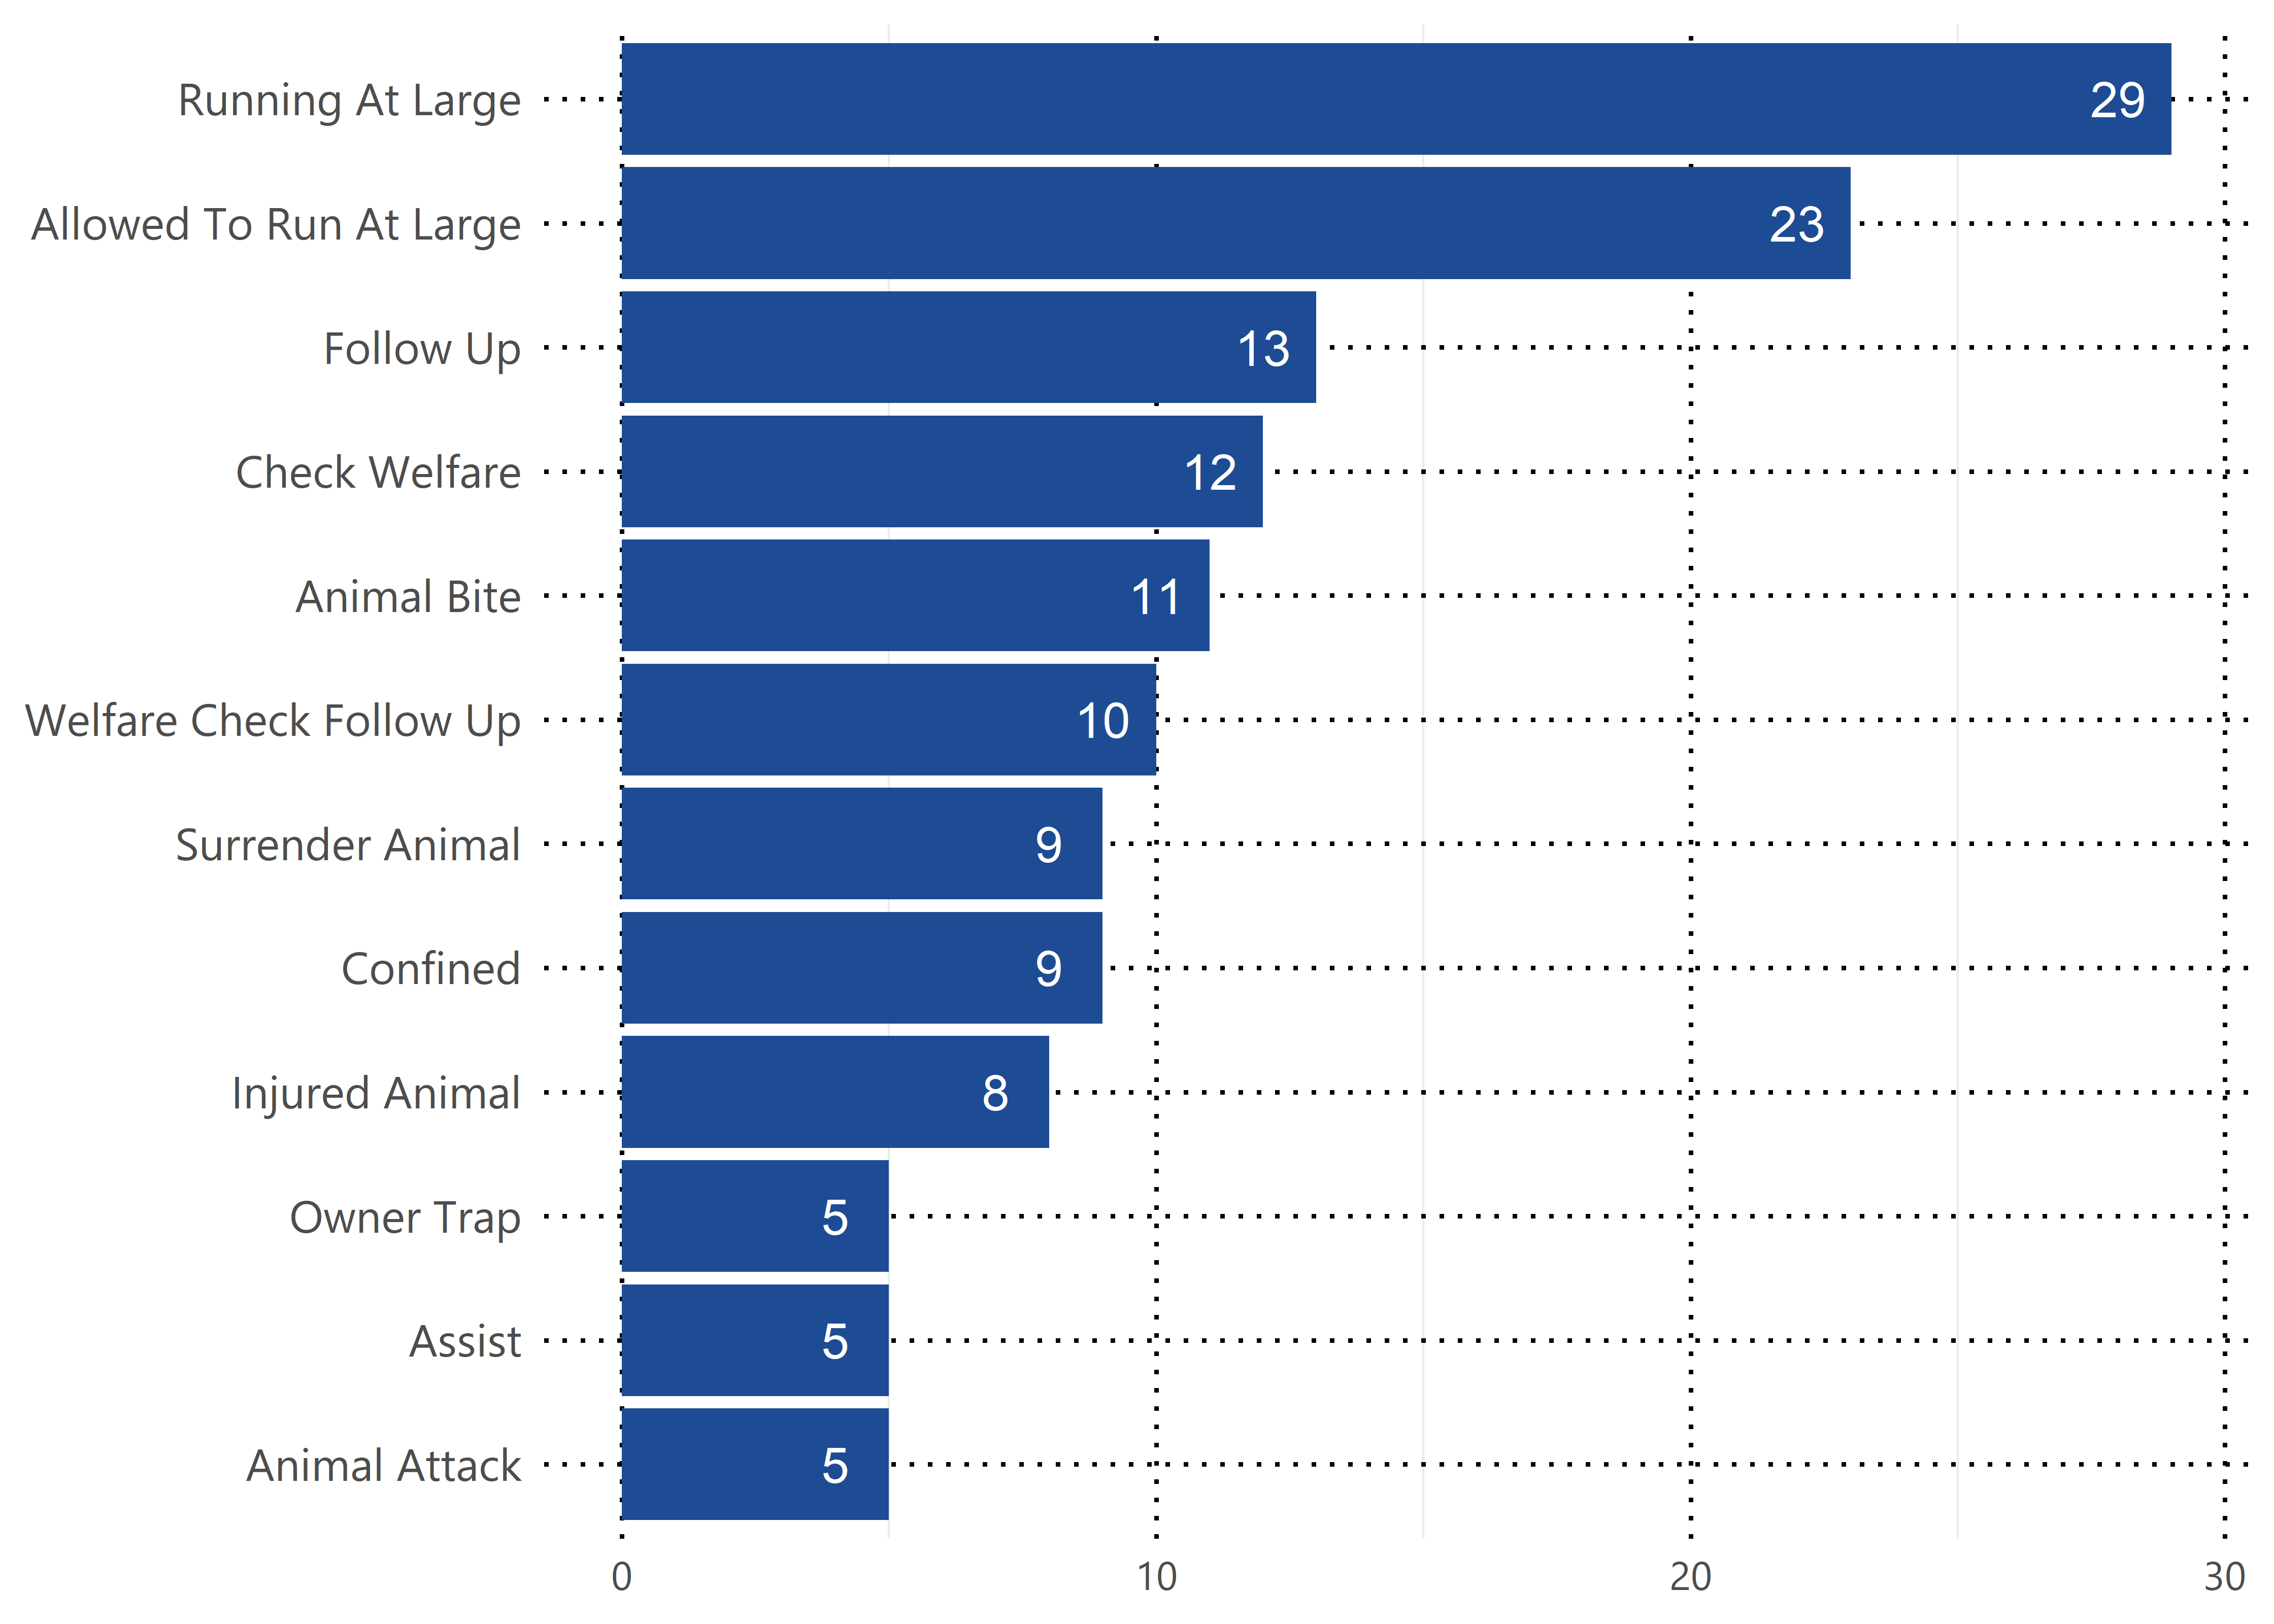 Running At Large 29
Allowed To Run At Large 23
Follow Up 13
Check Welfare 12
Animal Bite 11
Welfare Check Follow Up 10
Surrender Animal 9
Confined 9
Injured Animal 8
Owner Trap 5
Assist 5
Animal Attack 5
0 10 20 30